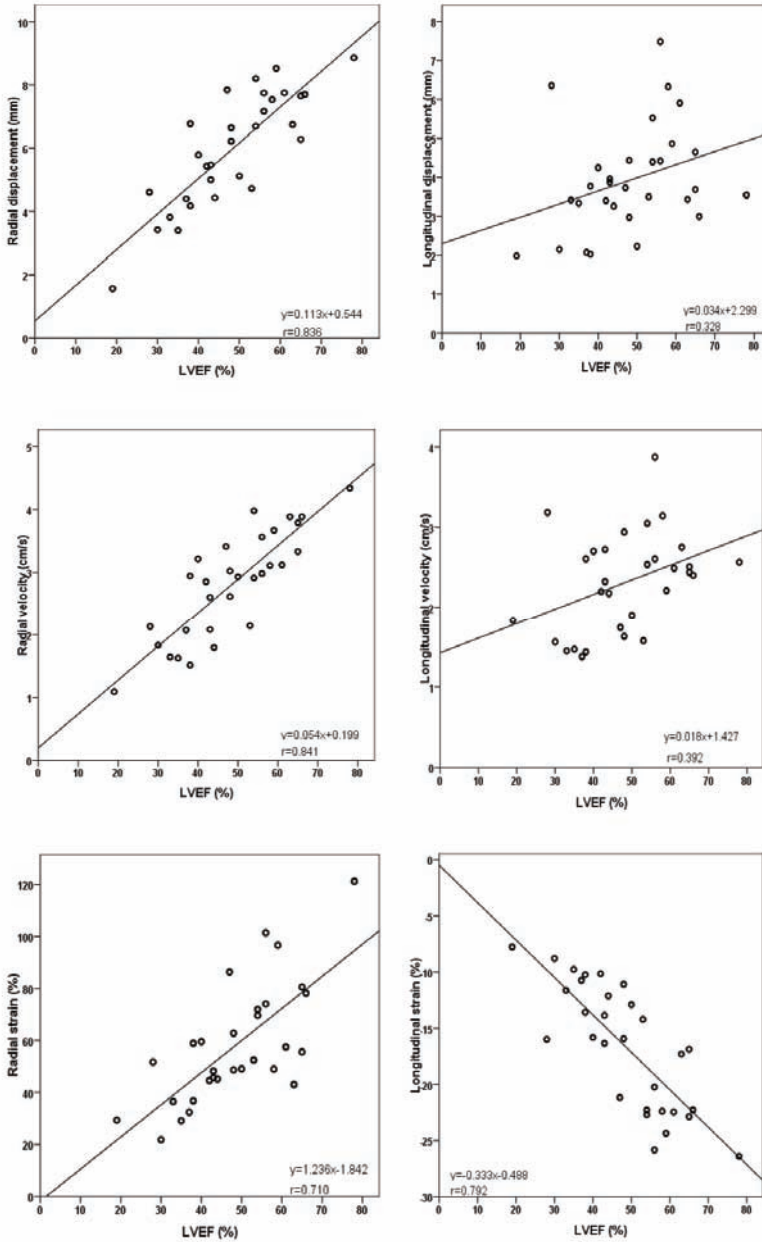 Radial displacement (mm)
10
8
6
4
2
0
y=0.113x+0.544
r=0.836
0 10 20 30 40 50 60 70 80
LVEF (%)
Longitudinal displacement (mm)
8
7
6
5
4
3
2
1
0
y=0.034x+2.299
r=0.328
0 10 20 30 40 50 60 70 80
LVEF (%)
Radial velocity (cm/s)
5
4
3
2
1
0
y=0.054x+0.199
r=0.841
0 10 20 30 40 50 60 70 80
LVEF (%)
Longitudinal velocity (cm/s)
4
3
2
1
0
y=0.018x+1.427
r=0.392
0 10 20 30 40 50 60 70 80
LVEF (%)
Radial strain (%)
120
100
80
60
40
20
0
y=1.236x-1.842
r=0.710
0 10 20 30 40 50 60 70 80
LVEF (%)
Longitudinal strain (%)
0
-5
-10
-15
-20
-25
-30
y=-0.333x-0.488
r=0.792
0 10 20 30 40 50 60 70 80
LVEF (%)